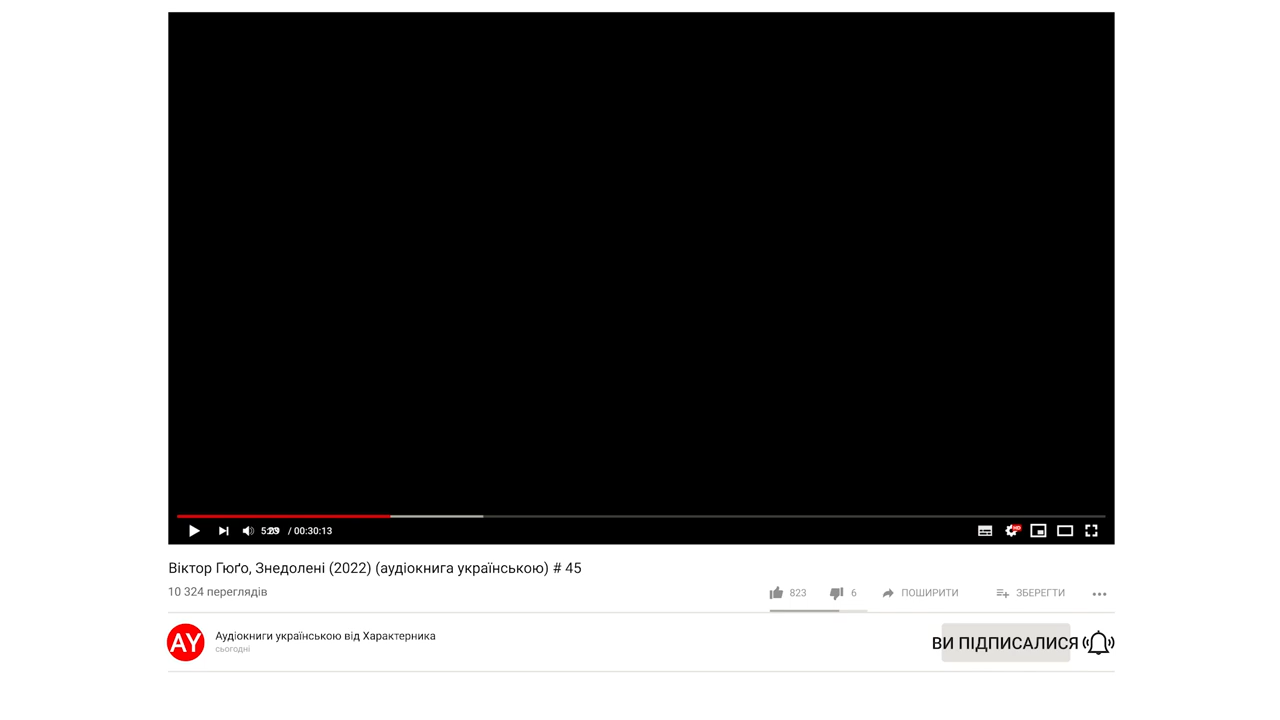 / 00:30:13
Віктор Гюґо, Знедолені (2022) (аудіокнига українською) # 45
10 324 переглядів
823
6
ПОШИРИТИ
ЗБЕРЕГТИ
AY
Аудіокниги українською від Характерника
сьогодні
ВИ ПІДПИСАЛИСЯ